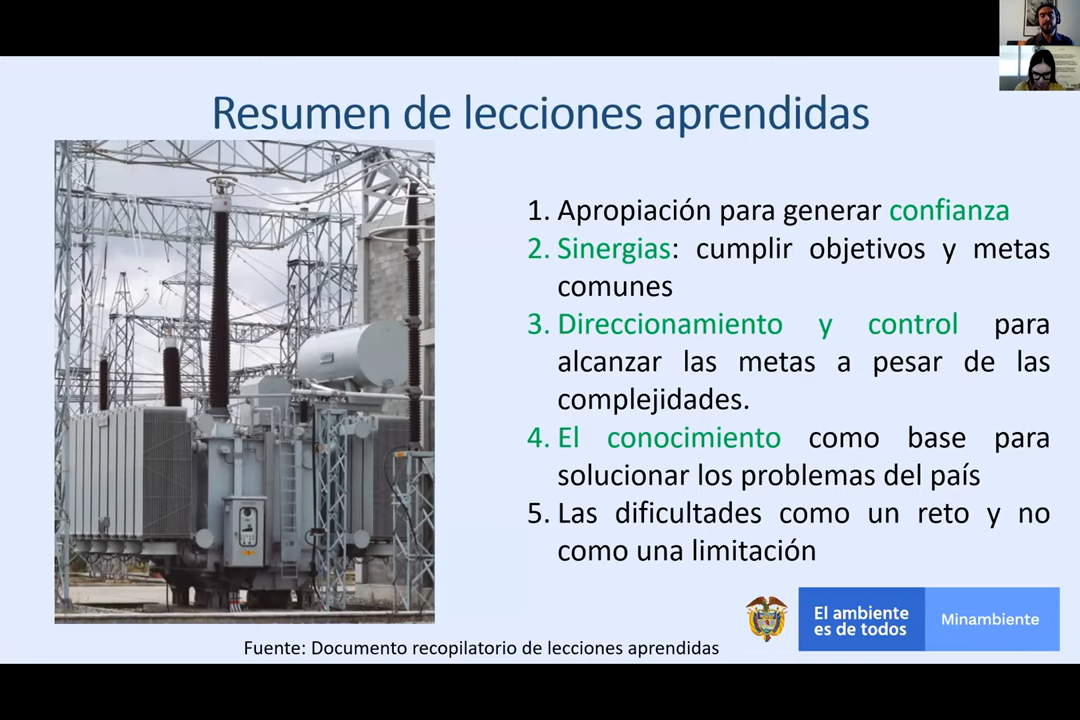 Resumen de lecciones aprendidas
1. Apropiación para generar confianza
2. Sinergias: cumplir objetivos y metas
comunes
3. Direccionamiento y control para
alcanzar las metas a pesar de las
complejidades.
4. El conocimiento como base para
solucionar los problemas del país
5. Las dificultades como un reto y no
como una limitación
El ambiente
es de todos
Minambiente
Fuente: Documento recopilatorio de lecciones aprendidas